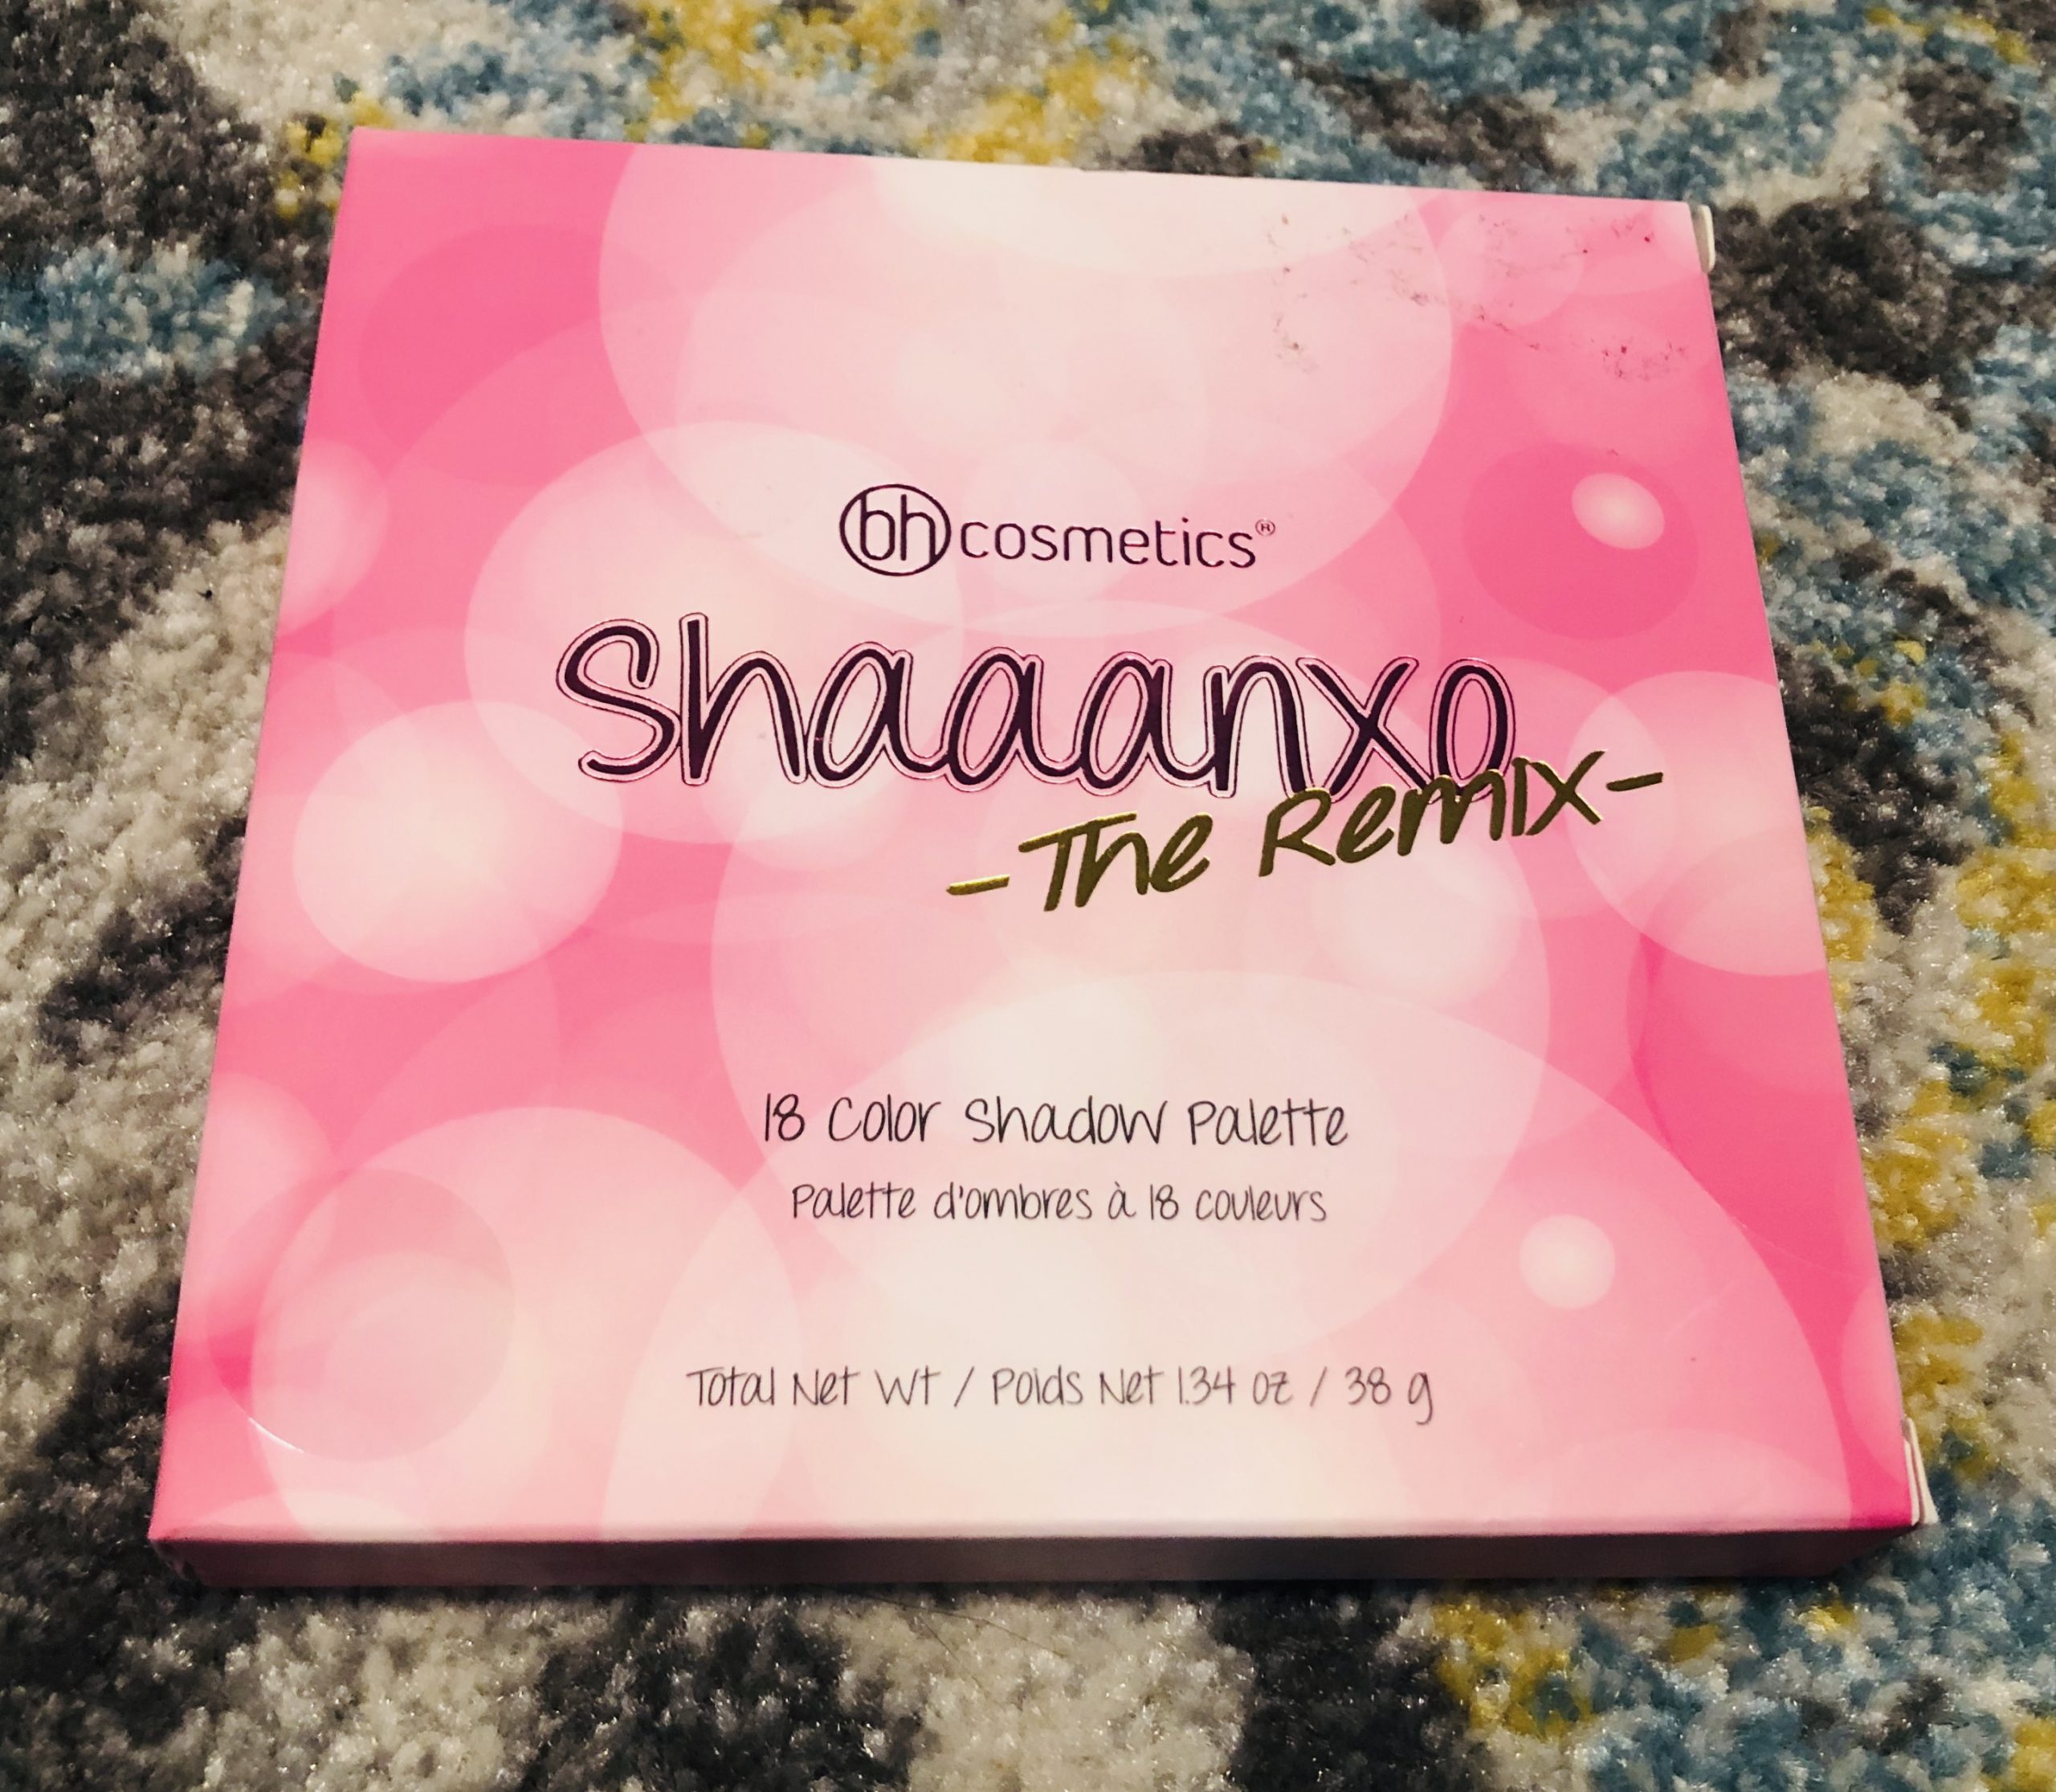 bh cosmetics®
Shaaanxo
-The Remix-
18 Color Shadow Palette
Palette d'ombres à 18 couleurs
Total Net Wt / Poids Net 1.34 oz / 38 g